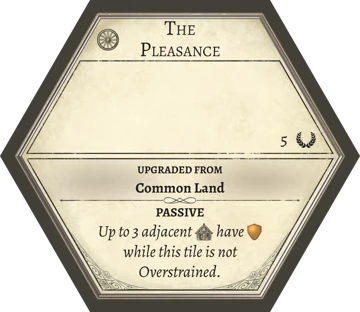 The
Pleasance
5
UPGRADED FROM
Common Land
PASSIVE
Up to 3 adjacent have
while this tile is not
Overstrained.